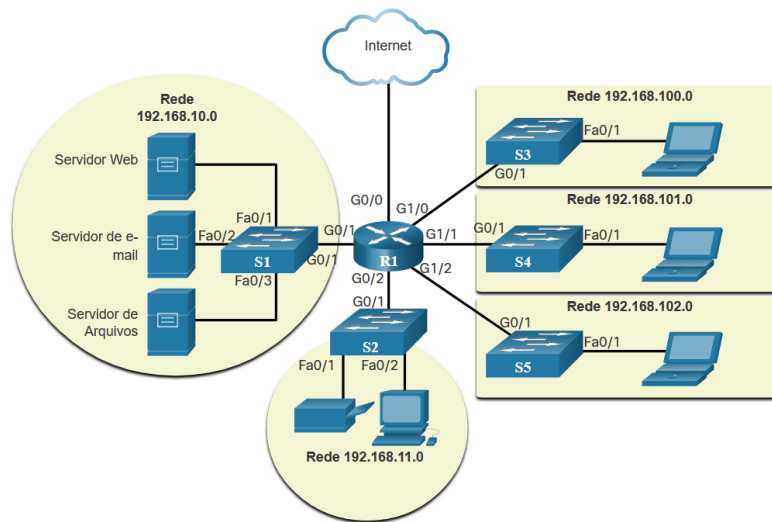 Internet
Rede
192.168.10.0
Servidor Web
Servidor de e-
mail
Servidor de
Arquivos
Fa0/1
Fa0/2
Fa0/3
S1
G0/1
G0/1
G0/0
G1/0
G1/1
G1/2
R1
G0/2
G0/1
S2
Fa0/1
Fa0/2
Rede 192.168.11.0
Rede 192.168.100.0
Fa0/1
S3
G0/1
Rede 192.168.101.0
G0/1
Fa0/1
S4
Rede 192.168.102.0
G0/1
Fa0/1
S5